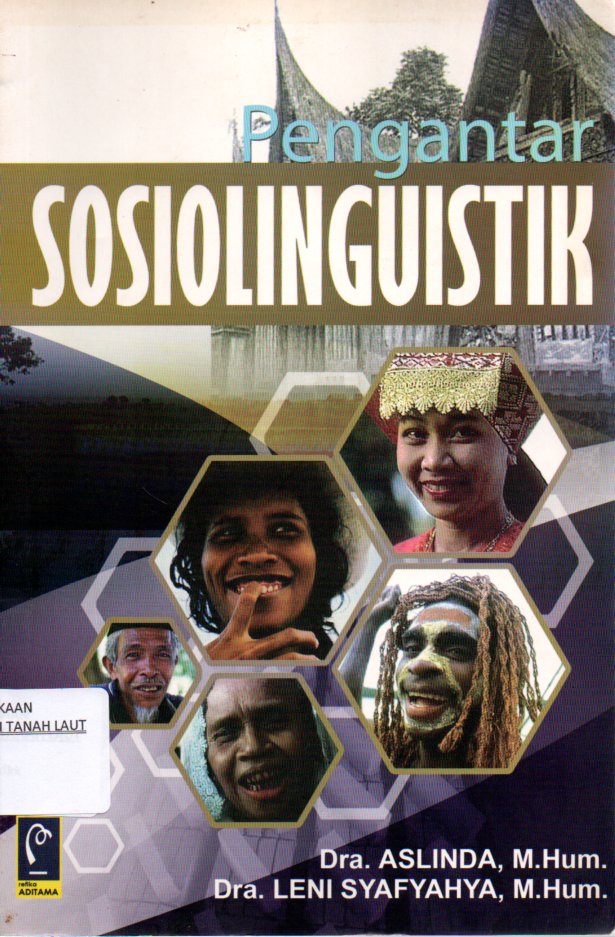 Pengantar
SOSIOLINGUISTIK
KAAN
I TANAH LAUT
Dra. ASLINDA, M.Hum.
Dra. LENI SYAFYAHYA, M.Hum.
refika
ADITAMA